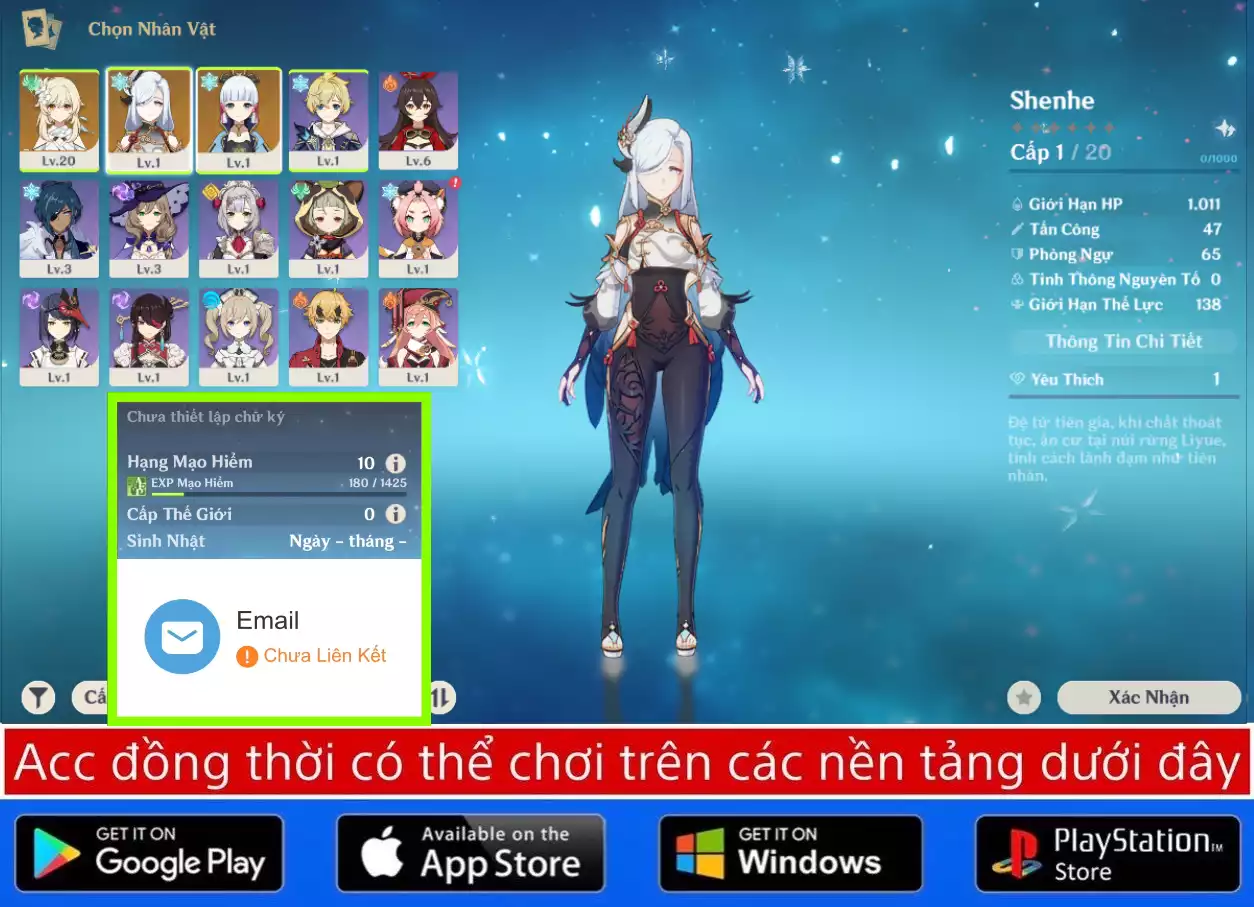 Chọn Nhân Vật
Lv.20
Lv.1
Lv.1
Lv.1
Lv.6
Lv.3
Lv.3
Lv.1
Lv.1
Lv.1
Lv.1
Lv.1
Lv.1
Lv.1
Lv.1
Shenhe
Cấp 1 / 20
0/1000
Giới Hạn HP 1.011
Tấn Công 47
Phòng Ngự 65
Tinh Thông Nguyên Tố 0
Giới Hạn Thể Lực 138
Thông Tin Chi Tiết
Yêu Thích 1
Đệ tử tiên gia, khí chất thoát
tục, ẩn cư tại núi rừng Liyue,
tính cách lãnh đạm như tiên
nhân.
Chưa thiết lập chữ ký
Hạng Mạo Hiểm 10
EXP Mạo Hiểm 180 / 1425
Cấp Thế Giới 0
Sinh Nhật Ngày – tháng –
Email
Chưa Liên Kết
Cấ
Xác Nhận
Acc đồng thời có thể chơi trên các nền tảng dưới đây
GET IT ON
Google Play
Available on the
App Store
GET IT ON
Windows
PlayStation TM
Store